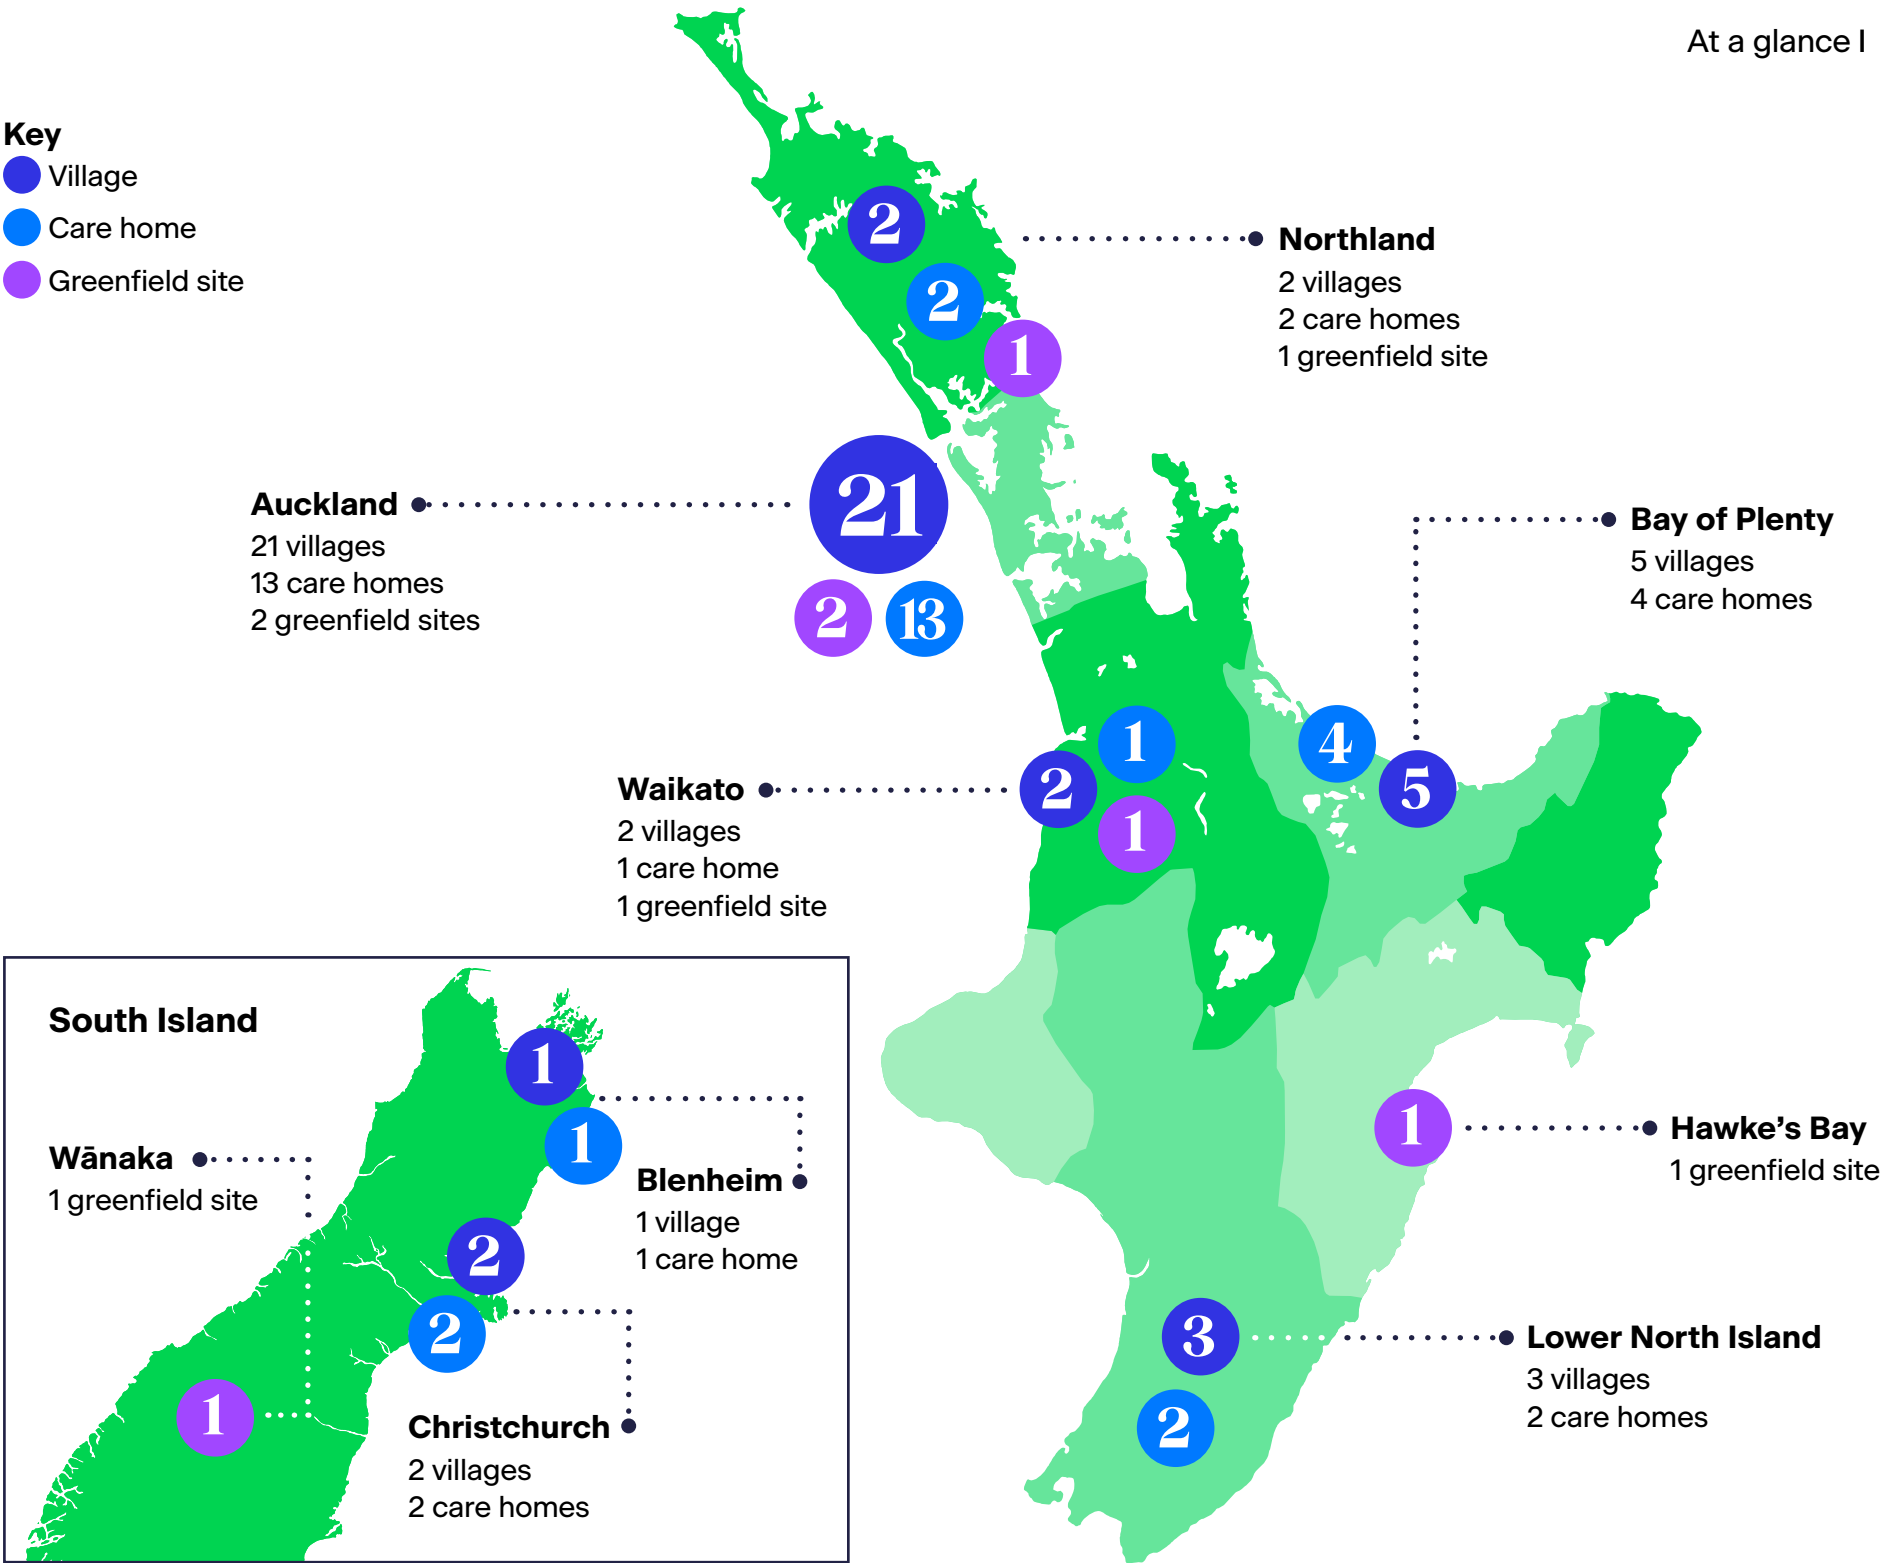 At a glance I
Key
Village
Care home
Greenfield site
2
2
1
Northland
2 villages
2 care homes
1 greenfield site
Auckland
21 villages
13 care homes
2 greenfield sites
21
2
13
Bay of Plenty
5 villages
4 care homes
4
5
Waikato
2 villages
1 care home
1 greenfield site
2
1
1
Hawke’s Bay
1 greenfield site
1
Lower North Island
3 villages
2 care homes
3
2
South Island
1
1
Blenheim
1 village
1 care home
Wānaka
1 greenfield site
1
2
2
Christchurch
2 villages
2 care homes